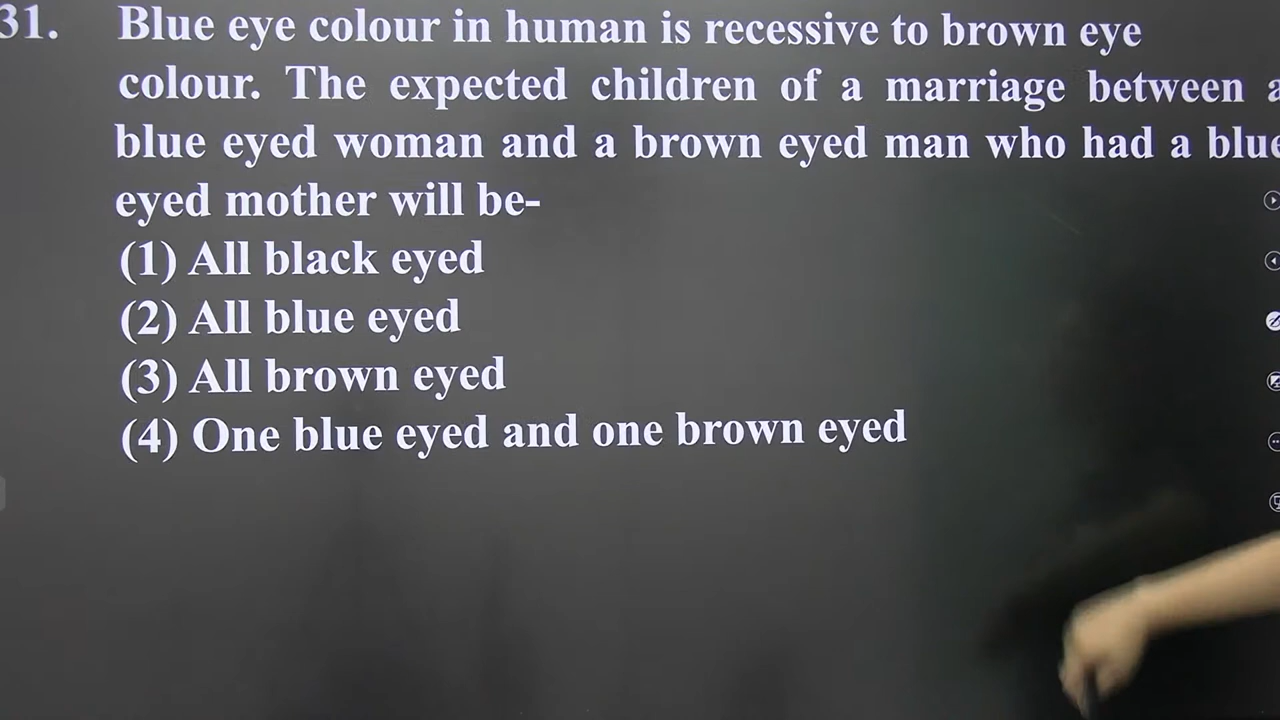 31. Blue eye colour in human is recessive to brown eye
colour. The expected children of a marriage between a
blue eyed woman and a brown eyed man who had a blue
eyed mother will be-
(1) All black eyed
(2) All blue eyed
(3) All brown eyed
(4) One blue eyed and one brown eyed